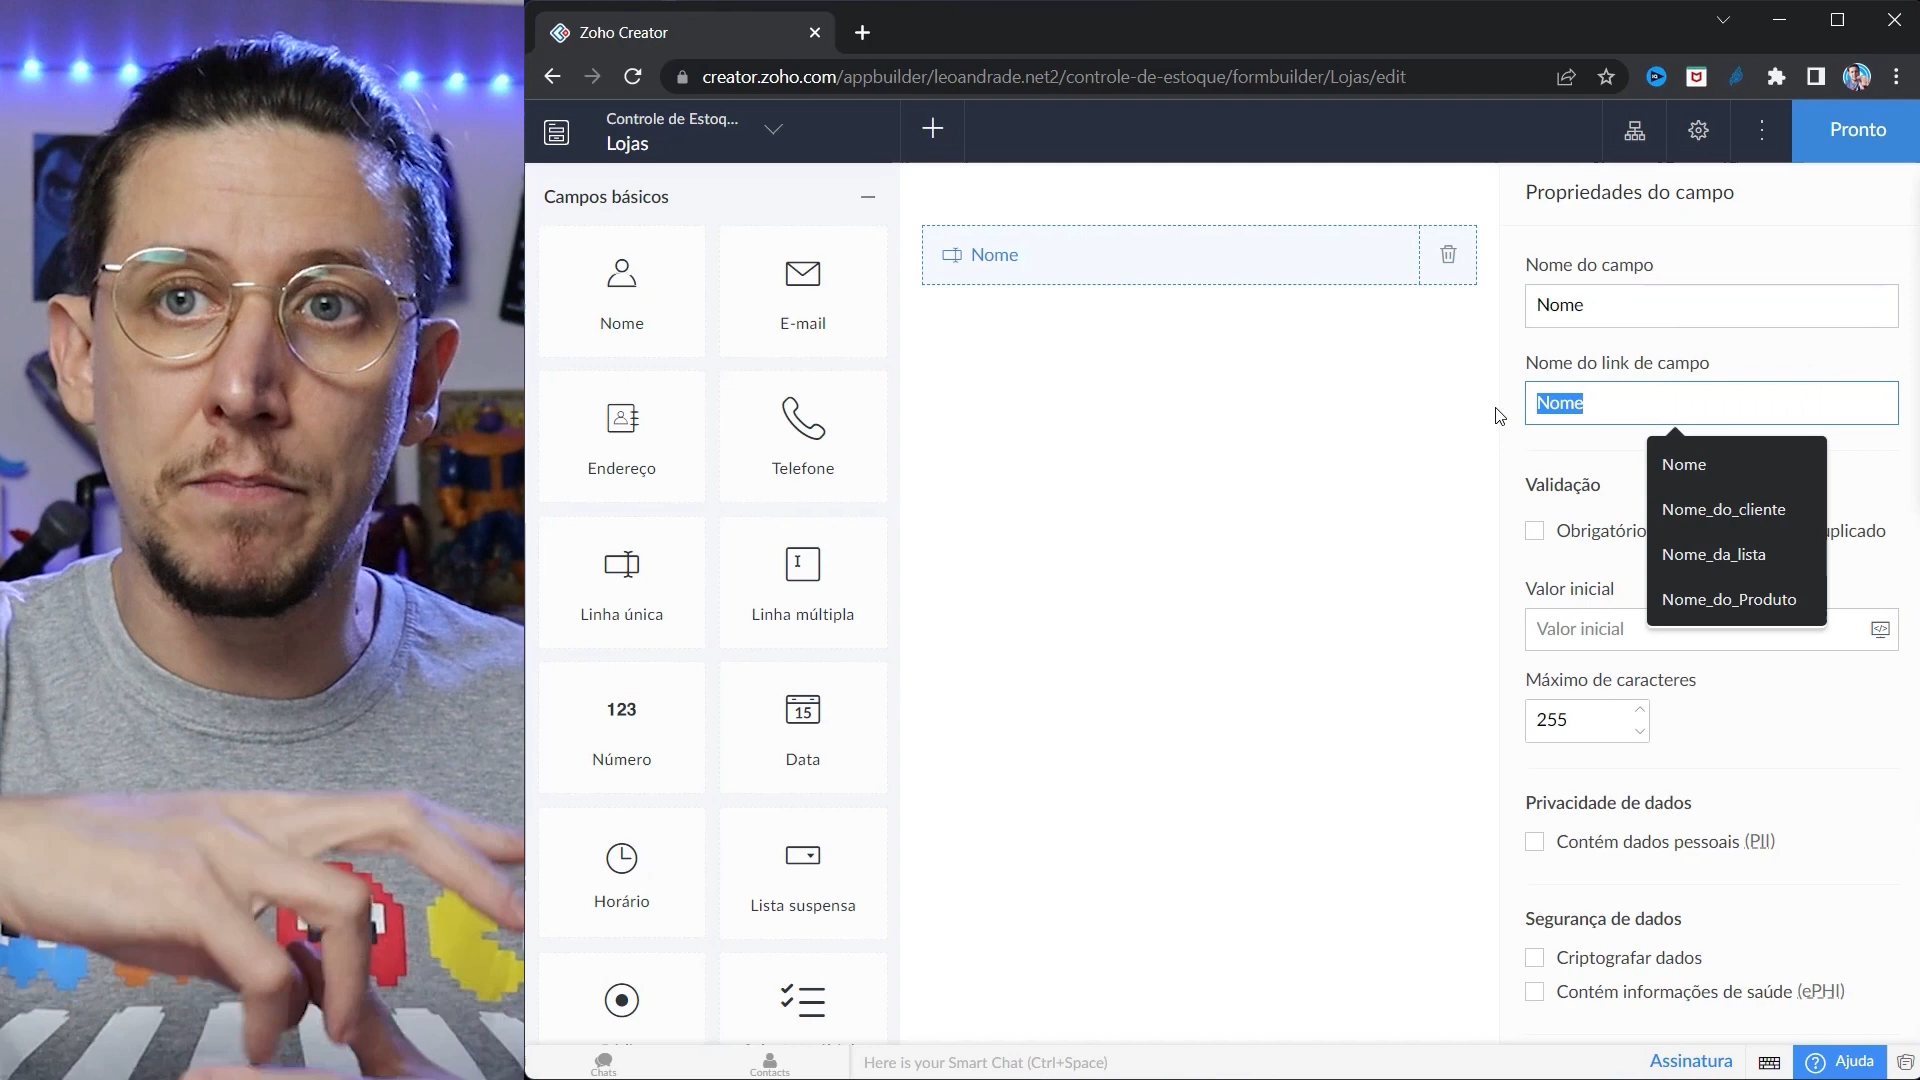 Zoho Creator
creator.zoho.com/appbuilder/leoandrade.net2/controle-de-estoque/formbuilder/Lojas/edit
Controle de Estoq...
Lojas
Pronto
Campos básicos
Nome
E-mail
Endereço
Telefone
Linha única
Linha múltipla
123
Número
15
Data
Horário
Lista suspensa
Nome
Propriedades do campo
Nome do campo
Nome
Nome do link de campo
Nome
Nome
Nome_do_cliente
Nome_da_lista
Nome_do_Produto
Validação
Obrigatório
Valor inicial
Valor inicial
Máximo de caracteres
255
Privacidade de dados
Contém dados pessoais (PII)
Segurança de dados
Criptografar dados
Contém informações de saúde (ePHI)
Chats
Contacts
Here is your Smart Chat (Ctrl+Space)
Assinatura
Ajuda